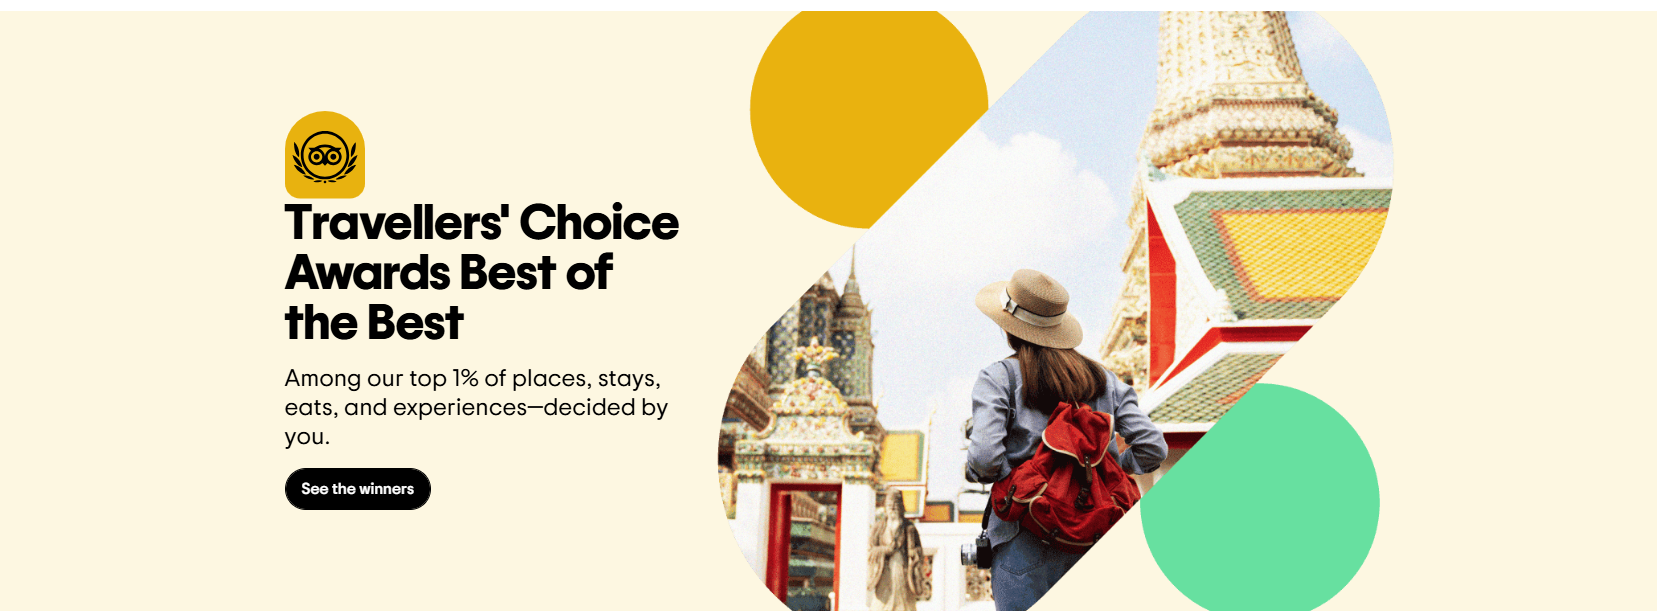 Travellers' Choice
Awards Best of
the Best
Among our top 1% of places, stays,
eats, and experiences—decided by
you.
See the winners